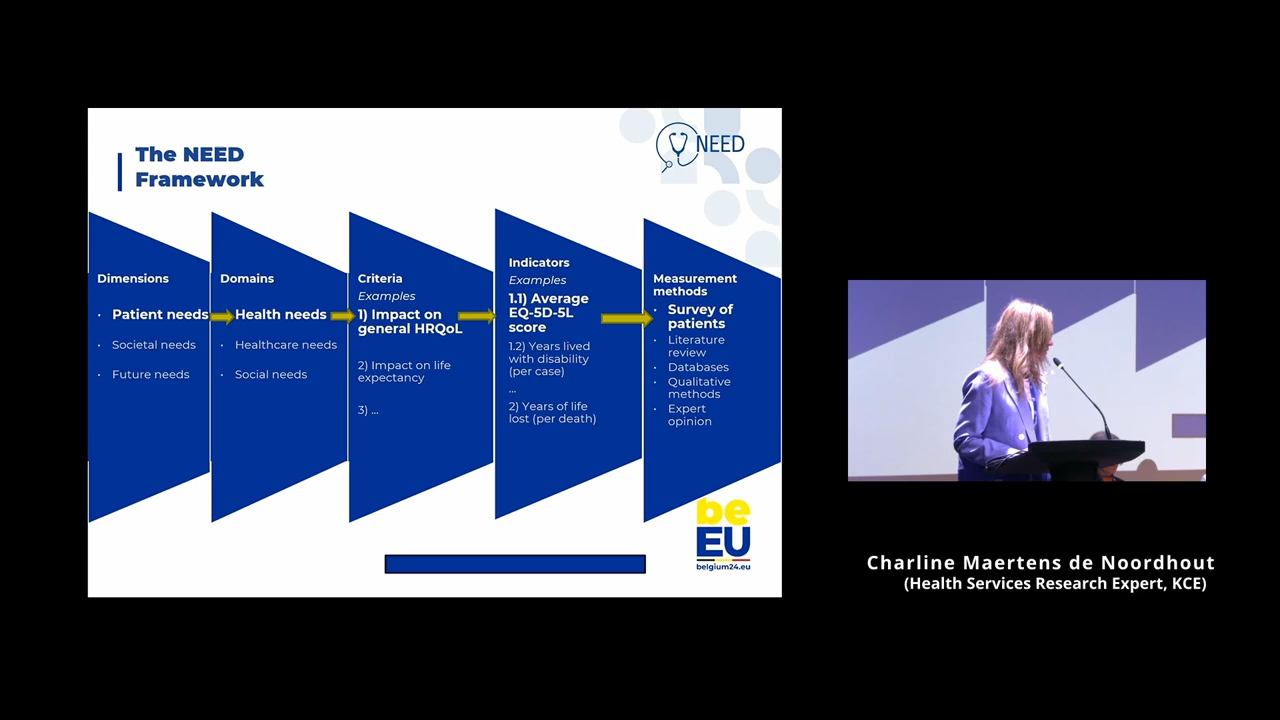 The NEED
Framework
NEED
Dimensions
• Patient needs
• Societal needs
• Future needs
Domains
• Health needs
• Healthcare needs
• Social needs
Criteria
Examples
1) Impact on
general HRQoL
2) Impact on life
expectancy
3) ...
Indicators
Examples
1.1) Average
EQ-5D-5L
score
1.2) Years lived
with disability
(per case)
...
2) Years of life
lost (per death)
Measurement
methods
• Survey of
patients
• Literature
review
• Databases
• Qualitative
methods
• Expert
opinion
be
EU
belgium24.eu
Charline Maertens de Noordhout
(Health Services Research Expert, KCE)